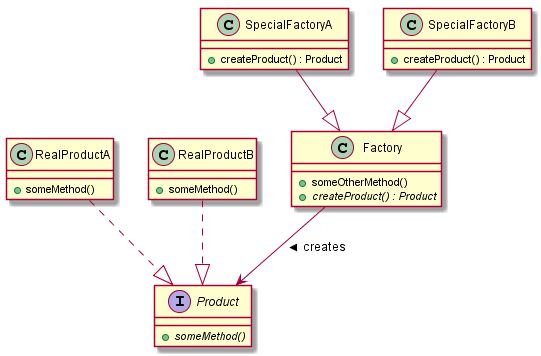 C SpecialFactoryA
createProduct() : Product
C SpecialFactoryB
createProduct() : Product
C RealProductA
someMethod()
C RealProductB
someMethod()
C Factory
someOtherMethod()
createProduct() : Product
◄ creates
I Product
someMethod()